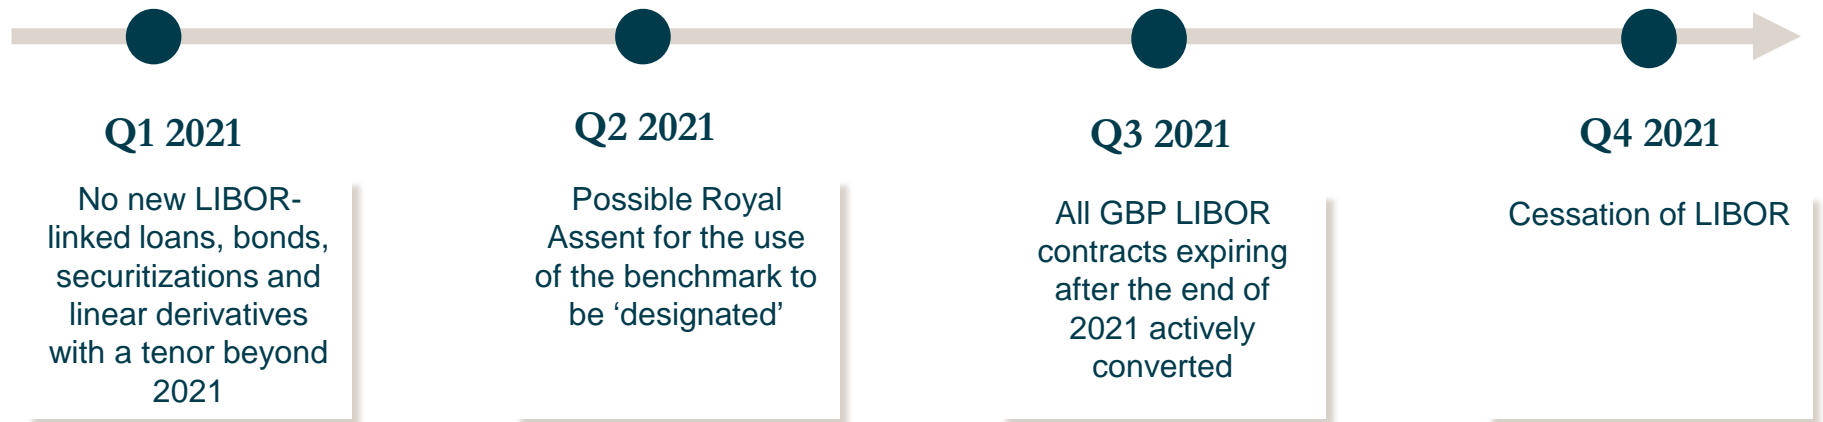 Q1 2021
No new LIBOR-
linked loans, bonds,
securitizations and
linear derivatives
with a tenor beyond
2021
Q2 2021
Possible Royal
Assent for the use
of the benchmark to
be ‘designated’
Q3 2021
All GBP LIBOR
contracts expiring
after the end of
2021 actively
converted
Q4 2021
Cessation of LIBOR